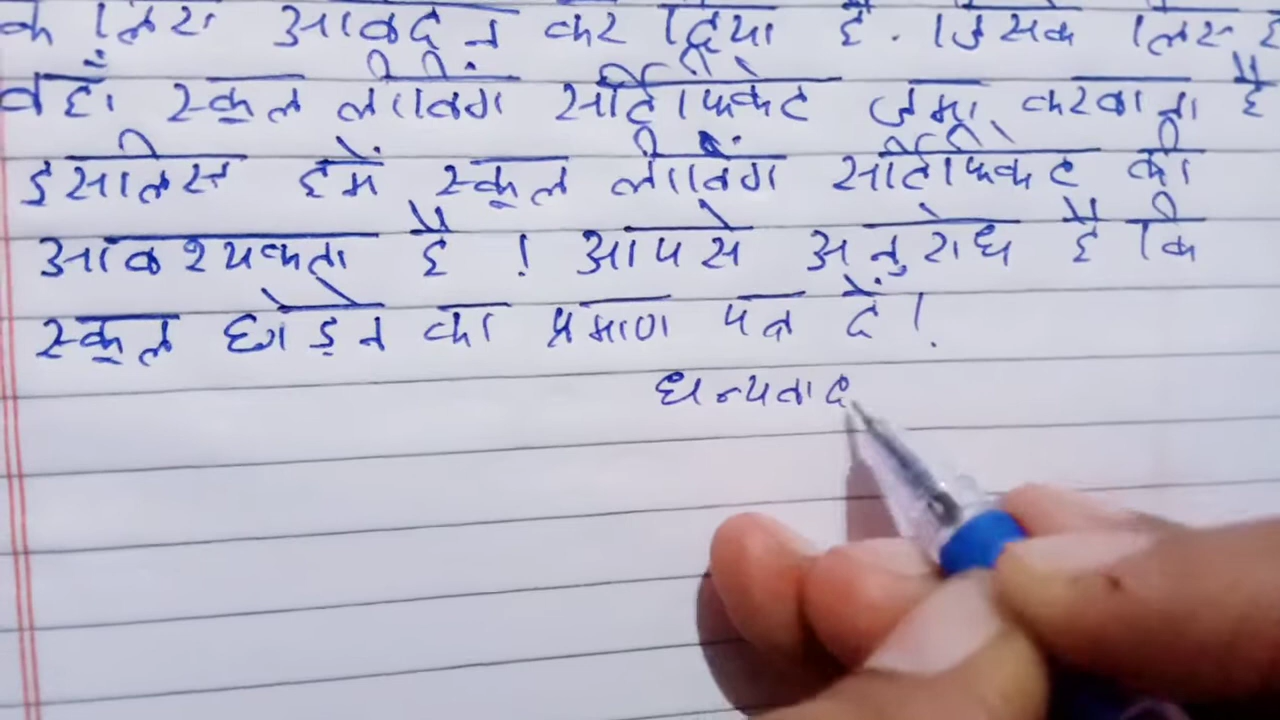 के लिए आवेदन कर दिया है. जिसके लिए ह
वहाँ स्कूल लीविंग सर्टिफिकेट जमा करवाना है
इसलिए हमें स्कूल लीविंग सर्टिफिकेट की
आवश्यकता है ! आपसे अनुरोध है कि
स्कूल छोड़ने का प्रमाण पत्र दें !
धन्यवाद